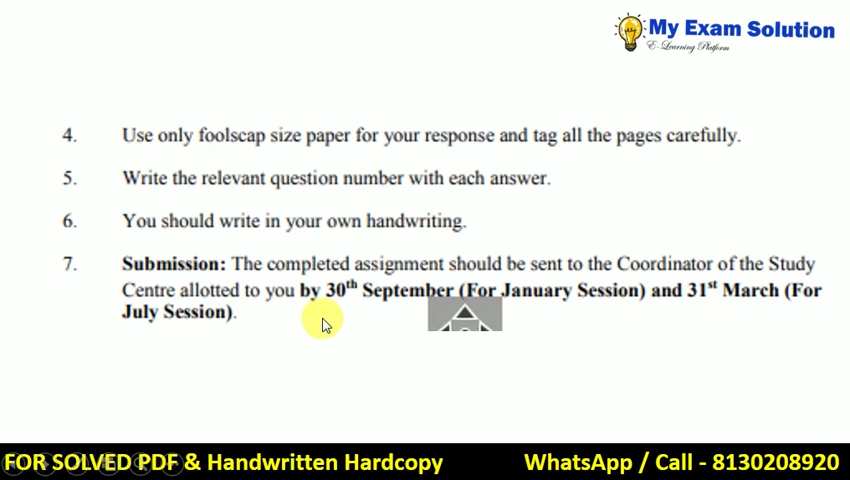 My Exam Solution
E-Learning Platform
4. Use only foolscap size paper for your response and tag all the pages carefully.
5. Write the relevant question number with each answer.
6. You should write in your own handwriting.
7. Submission: The completed assignment should be sent to the Coordinator of the Study
Centre allotted to you by 30th September (For January Session) and 31st March (For
July Session).
FOR SOLVED PDF & Handwritten Hardcopy WhatsApp / Call - 8130208920